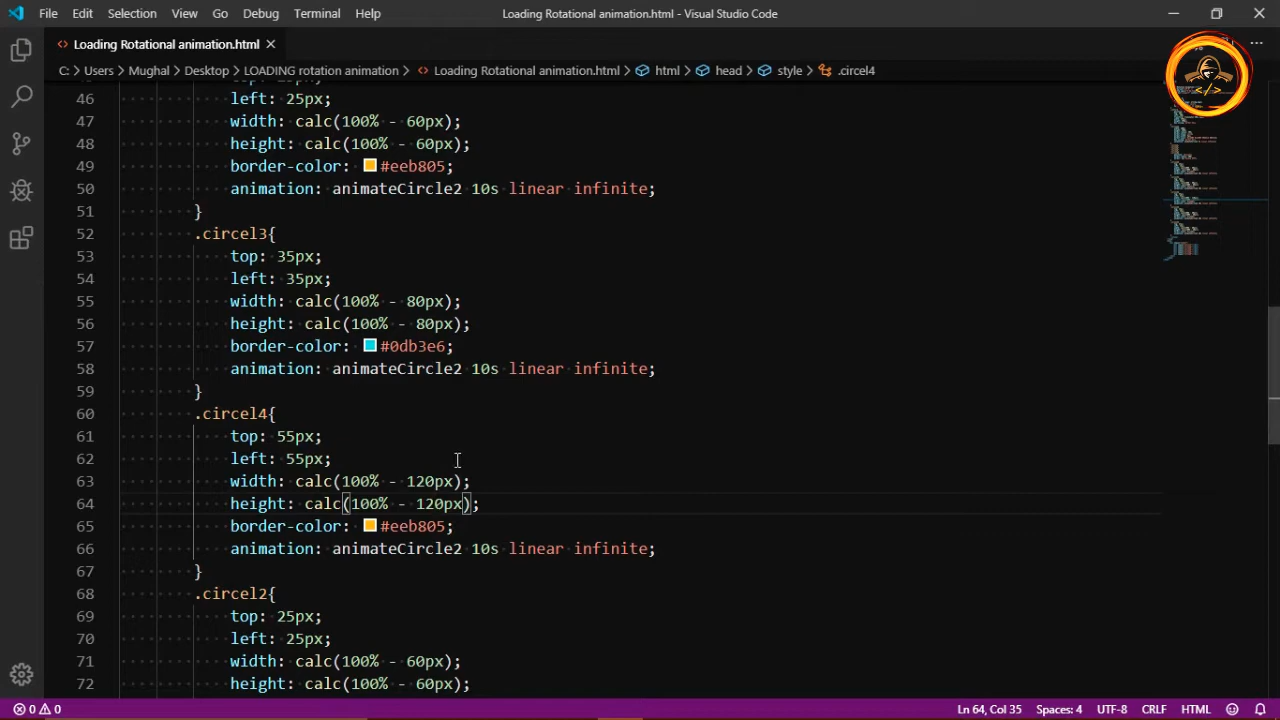 File Edit Selection View Go Debug Terminal Help Loading Rotational animation.html - Visual Studio Code
Loading Rotational animation.html
C: > Users > Mughal > Desktop > LOADING rotation animation > Loading Rotational animation.html > html > head > style > .circel4
46 left: 25px;
47 width: calc(100% - 60px);
48 height: calc(100% - 60px);
49 border-color: #eeb805;
50 animation: animateCircle2 10s linear infinite;
51 }
52 .circel3{
53 top: 35px;
54 left: 35px;
55 width: calc(100% - 80px);
56 height: calc(100% - 80px);
57 border-color: #0db3e6;
58 animation: animateCircle2 10s linear infinite;
59 }
60 .circel4{
61 top: 55px;
62 left: 55px;
63 width: calc(100% - 120px);
64 height: calc(100% - 120px);
65 border-color: #eeb805;
66 animation: animateCircle2 10s linear infinite;
67 }
68 .circel2{
69 top: 25px;
70 left: 25px;
71 width: calc(100% - 60px);
72 height: calc(100% - 60px);
0 0 Ln 64, Col 35 Spaces: 4 UTF-8 CRLF HTML